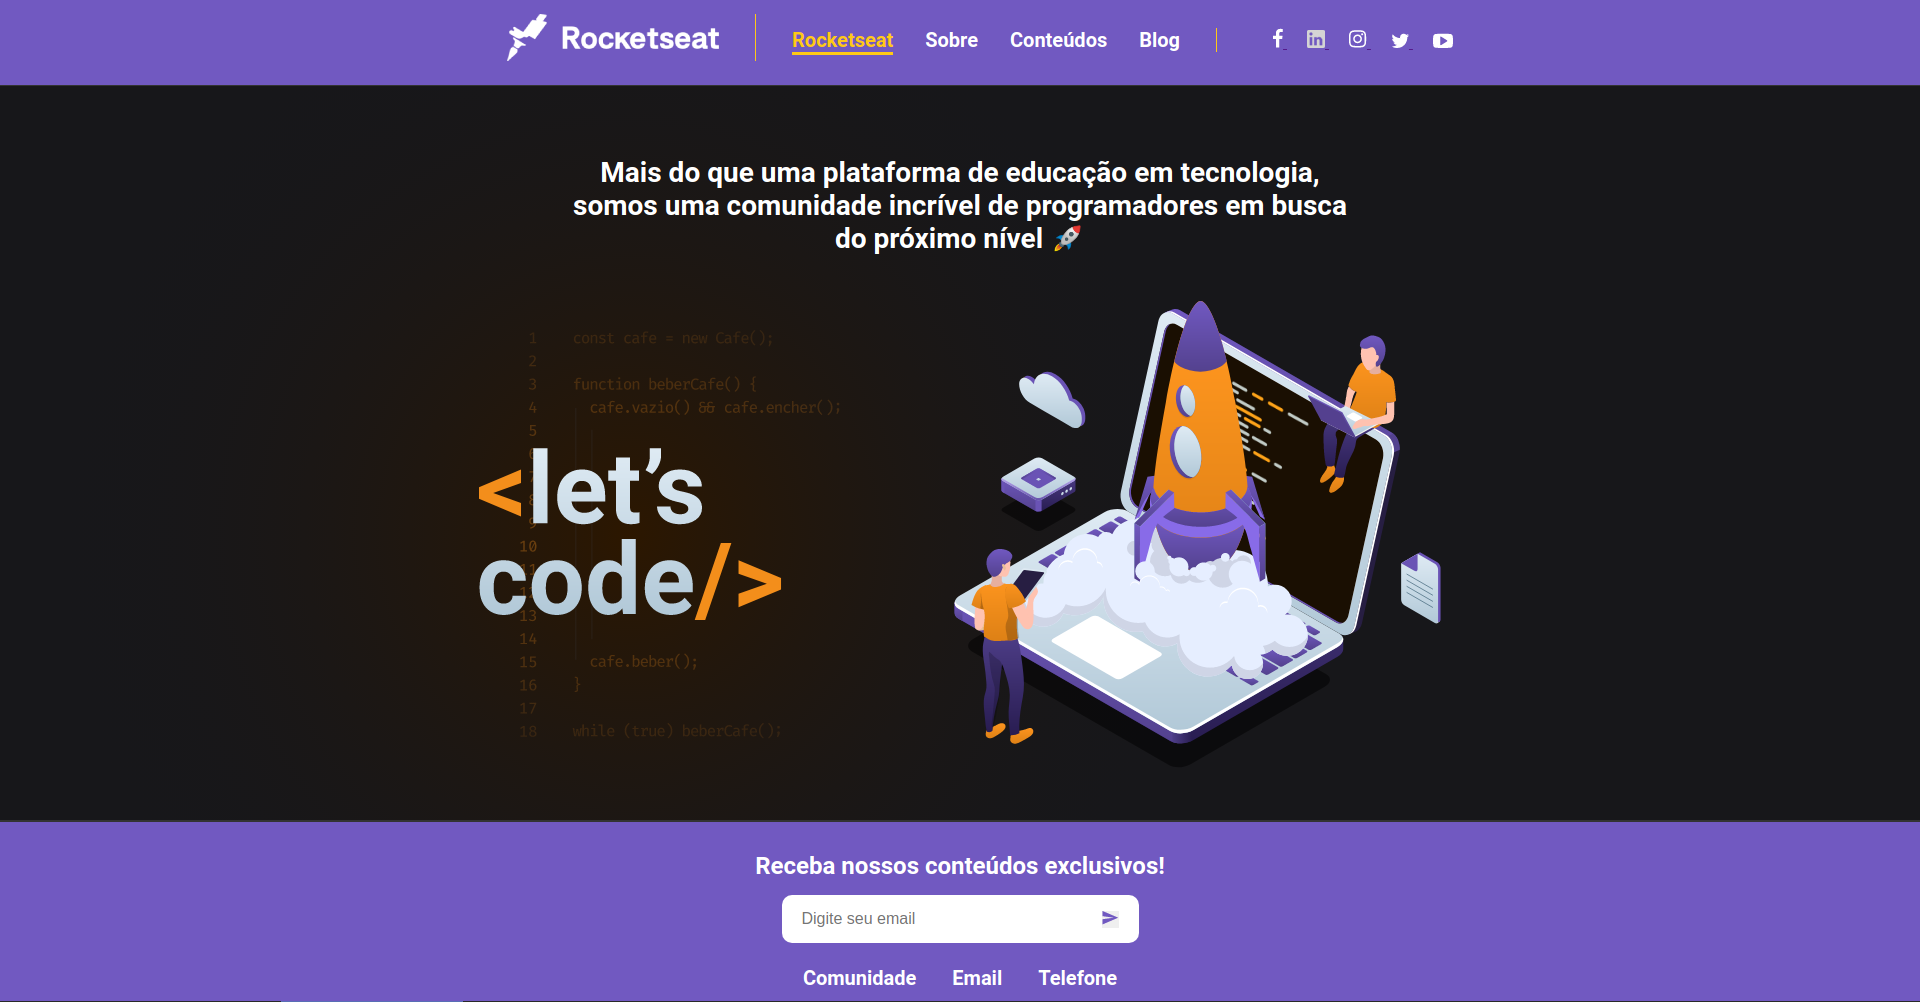 Rocketseat
Rocketseat Sobre Conteúdos Blog
Mais do que uma plataforma de educação em tecnologia,
somos uma comunidade incrível de programadores em busca
do próximo nível 🚀
1 const cafe = new Cafe();
2
3 function beberCafe() {
4 cafe.vazio() && cafe.encher();
5
<let’s
10
code/>
13
14
15 cafe.beber();
16 }
17
18 while (true) beberCafe();
Receba nossos conteúdos exclusivos!
Digite seu email
Comunidade Email Telefone